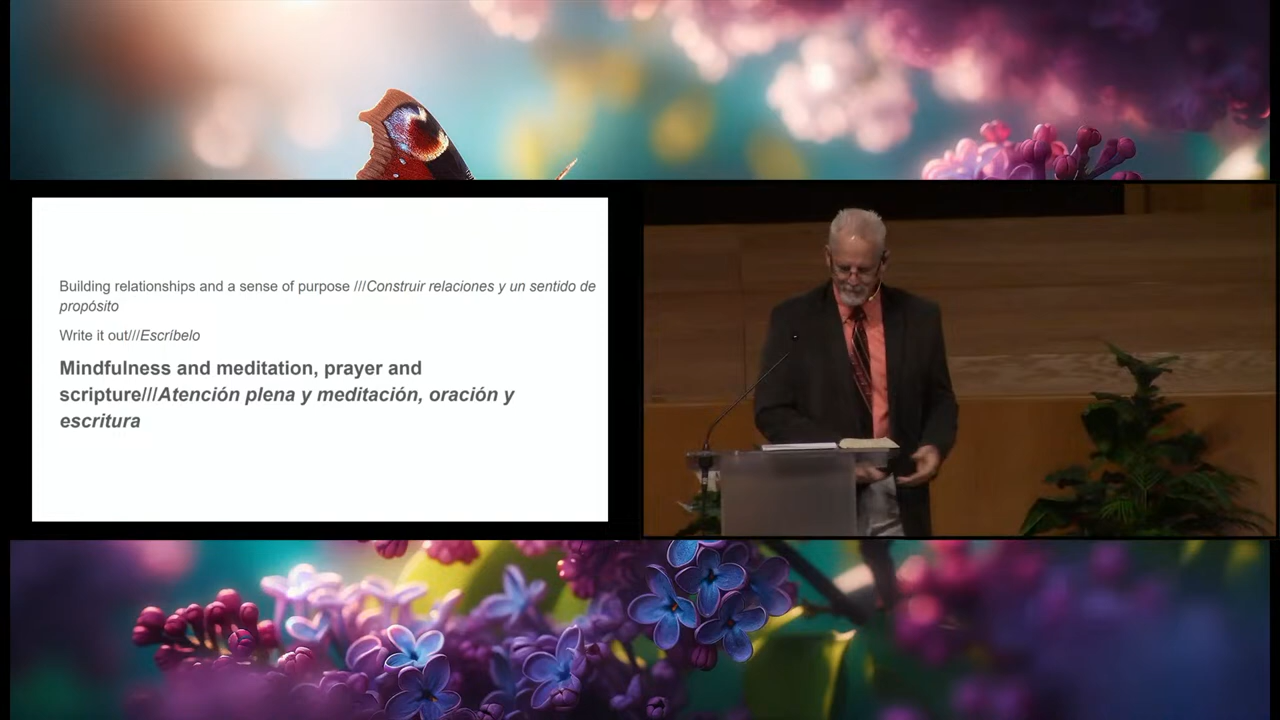 Building relationships and a sense of purpose ///Construir relaciones y un sentido de
propósito
Write it out///Escríbelo
Mindfulness and meditation, prayer and
scripture///Atención plena y meditación, oración y
escritura